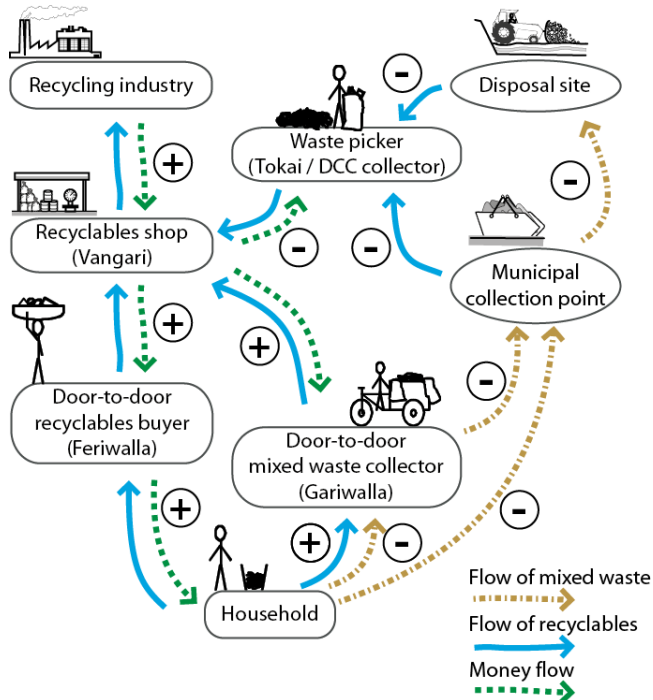 Recycling industry
Disposal site
Waste picker
(Tokai / DCC collector)
Recyclables shop
(Vangari)
Municipal
collection point
Door-to-door
recyclables buyer
(Feriwalla)
Door-to-door
mixed waste collector
(Gariwalla)
Household
Flow of mixed waste
Flow of recyclables
Money flow
+
-
-
-
-
+
+
-
+
+
-
-